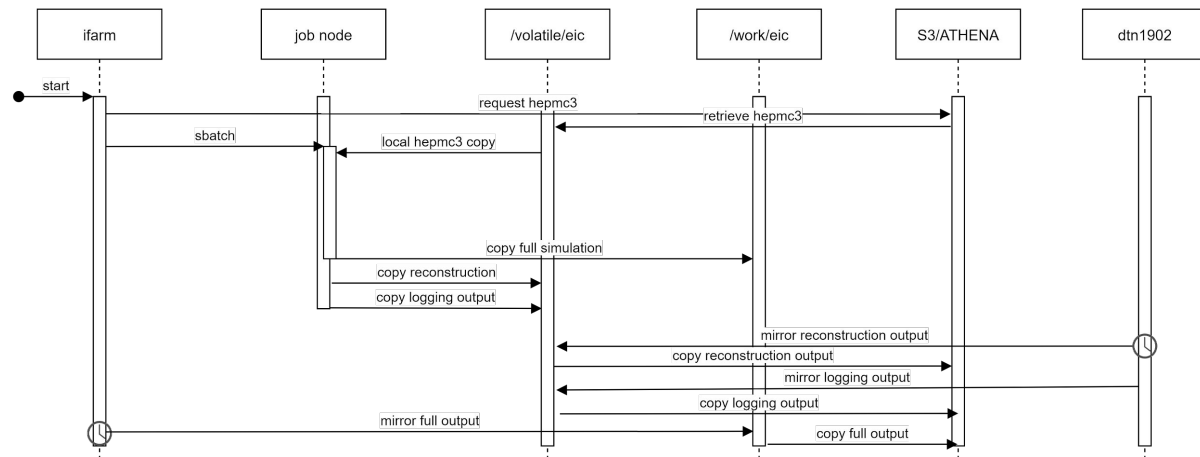 ifarm
job node
/volatile/eic
/work/eic
S3/ATHENA
dtn1902
start
request hepmc3
retrieve hepmc3
sbatch
local hepmc3 copy
copy full simulation
copy reconstruction
copy logging output
mirror reconstruction output
copy reconstruction output
mirror logging output
copy logging output
mirror full output
copy full output